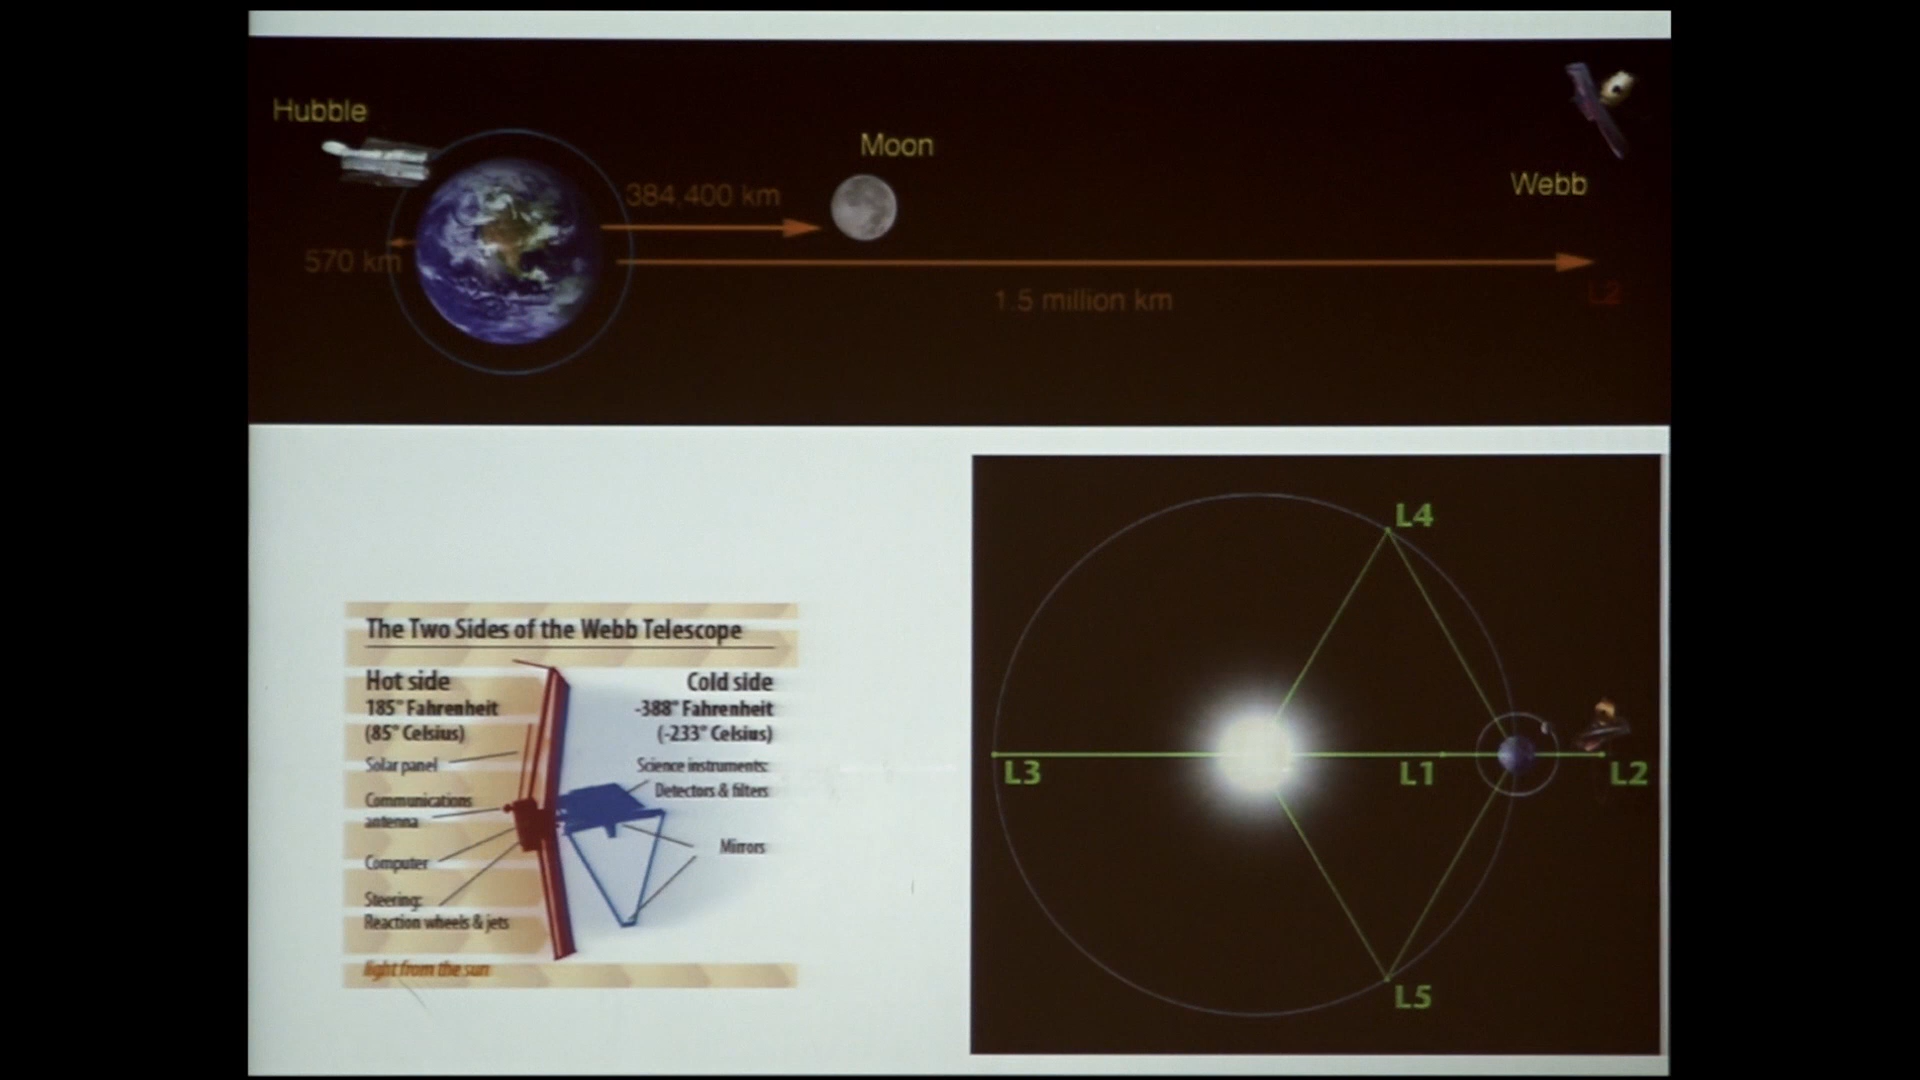 Hubble
Moon
Webb
384,400 km
570 km
1.5 million km
L2
The Two Sides of the Webb Telescope
Hot side
185° Fahrenheit
(85° Celsius)
Solar panel
Communications
antenna
Computer
Steering:
Reaction wheels & jets
light from the sun
Cold side
-388° Fahrenheit
(-233° Celsius)
Science instruments:
Detectors & filters
Mirrors
L4
L3
L1
L2
L5